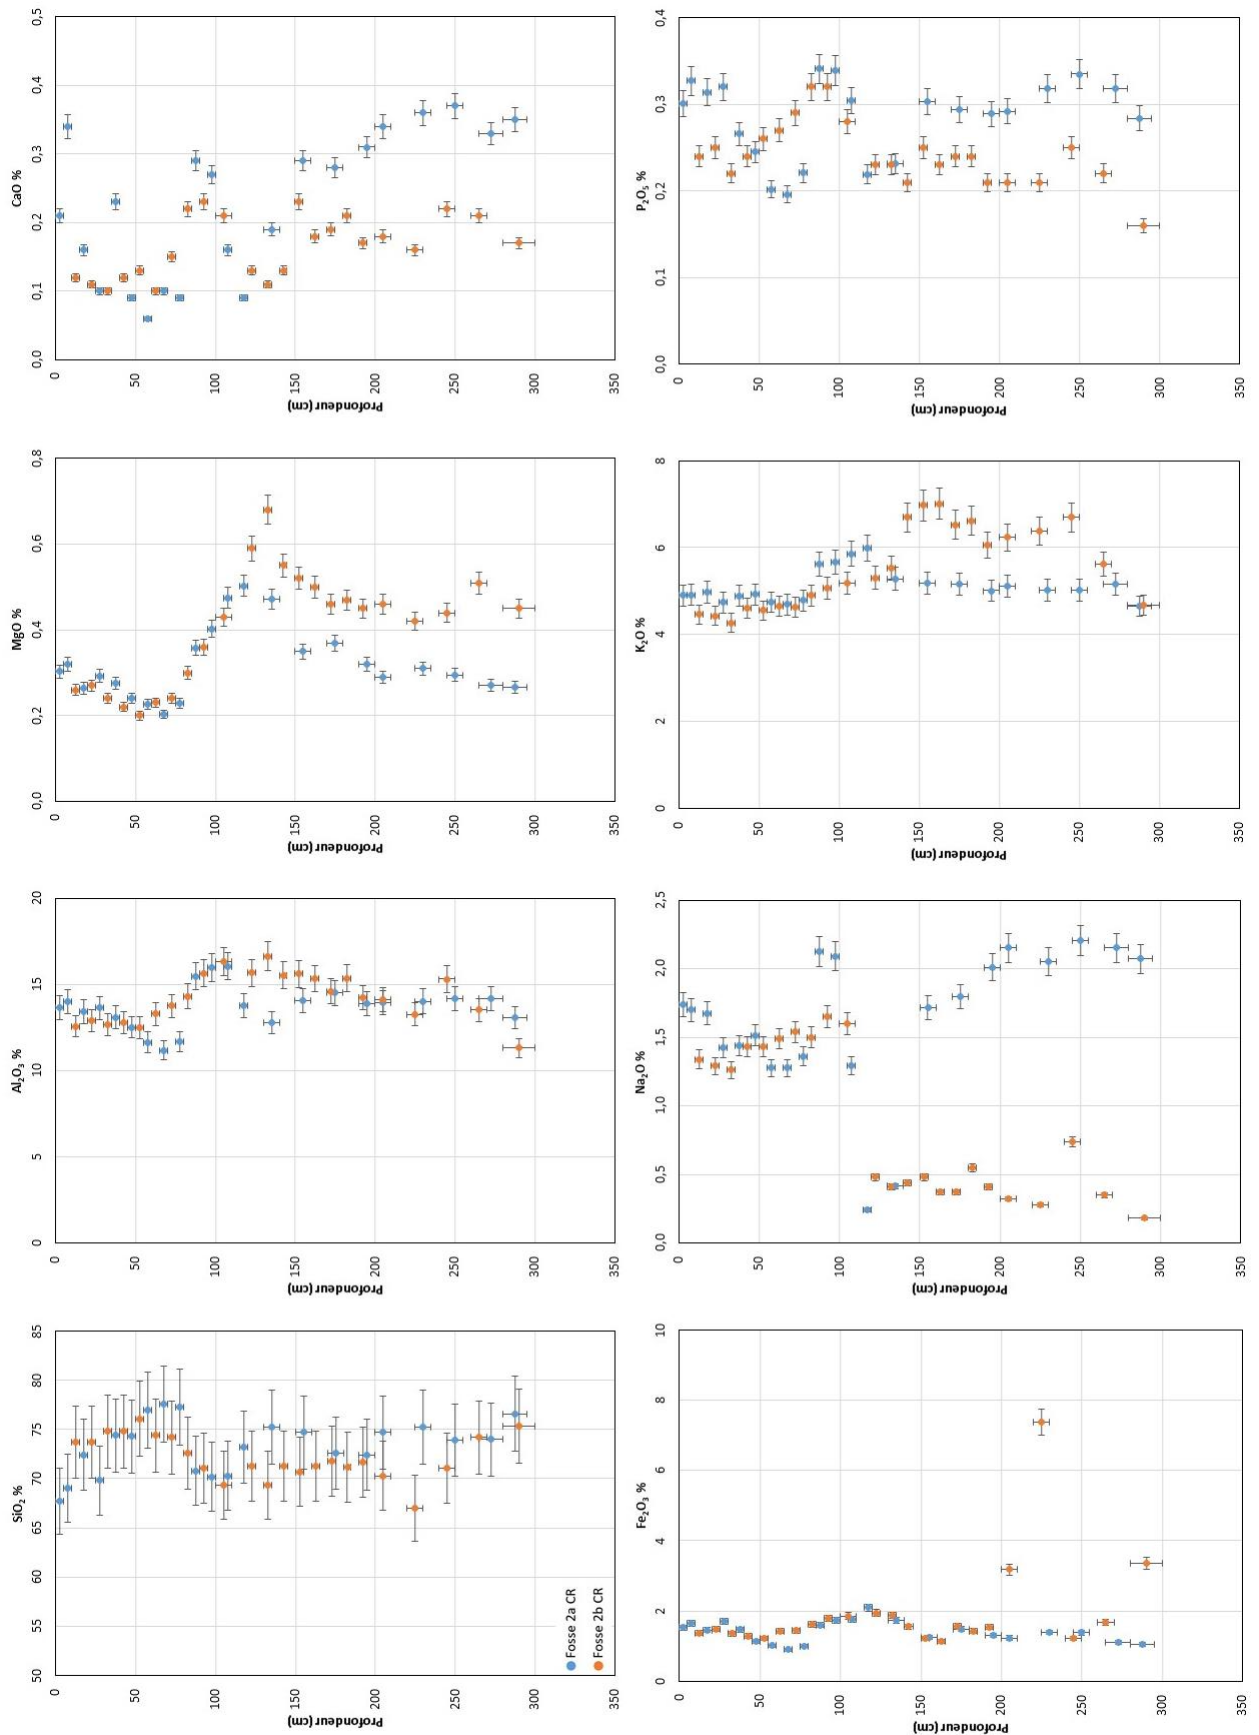 SiO₂ %
50 55 60 65 70 75 80 85
0
50
100
150
200
250
300
350
Profondeur (cm)
Fosse 2a CR
Fosse 2b CR
Al₂O₃ %
0 5 10 15 20
0
50
100
150
200
250
300
350
Profondeur (cm)
MgO %
0,0 0,2 0,4 0,6 0,8
0
50
100
150
200
250
300
350
Profondeur (cm)
CaO %
0,0 0,1 0,2 0,3 0,4 0,5
0
50
100
150
200
250
300
350
Profondeur (cm)
Fe₂O₃ %
0 2 4 6 8 10
0
50
100
150
200
250
300
350
Profondeur (cm)
Na₂O %
0,0 0,5 1,0 1,5 2,0 2,5
0
50
100
150
200
250
300
350
Profondeur (cm)
K₂O %
0 2 4 6 8
0
50
100
150
200
250
300
350
Profondeur (cm)
P₂O₅ %
0,0 0,1 0,2 0,3 0,4
0
50
100
150
200
250
300
350
Profondeur (cm)